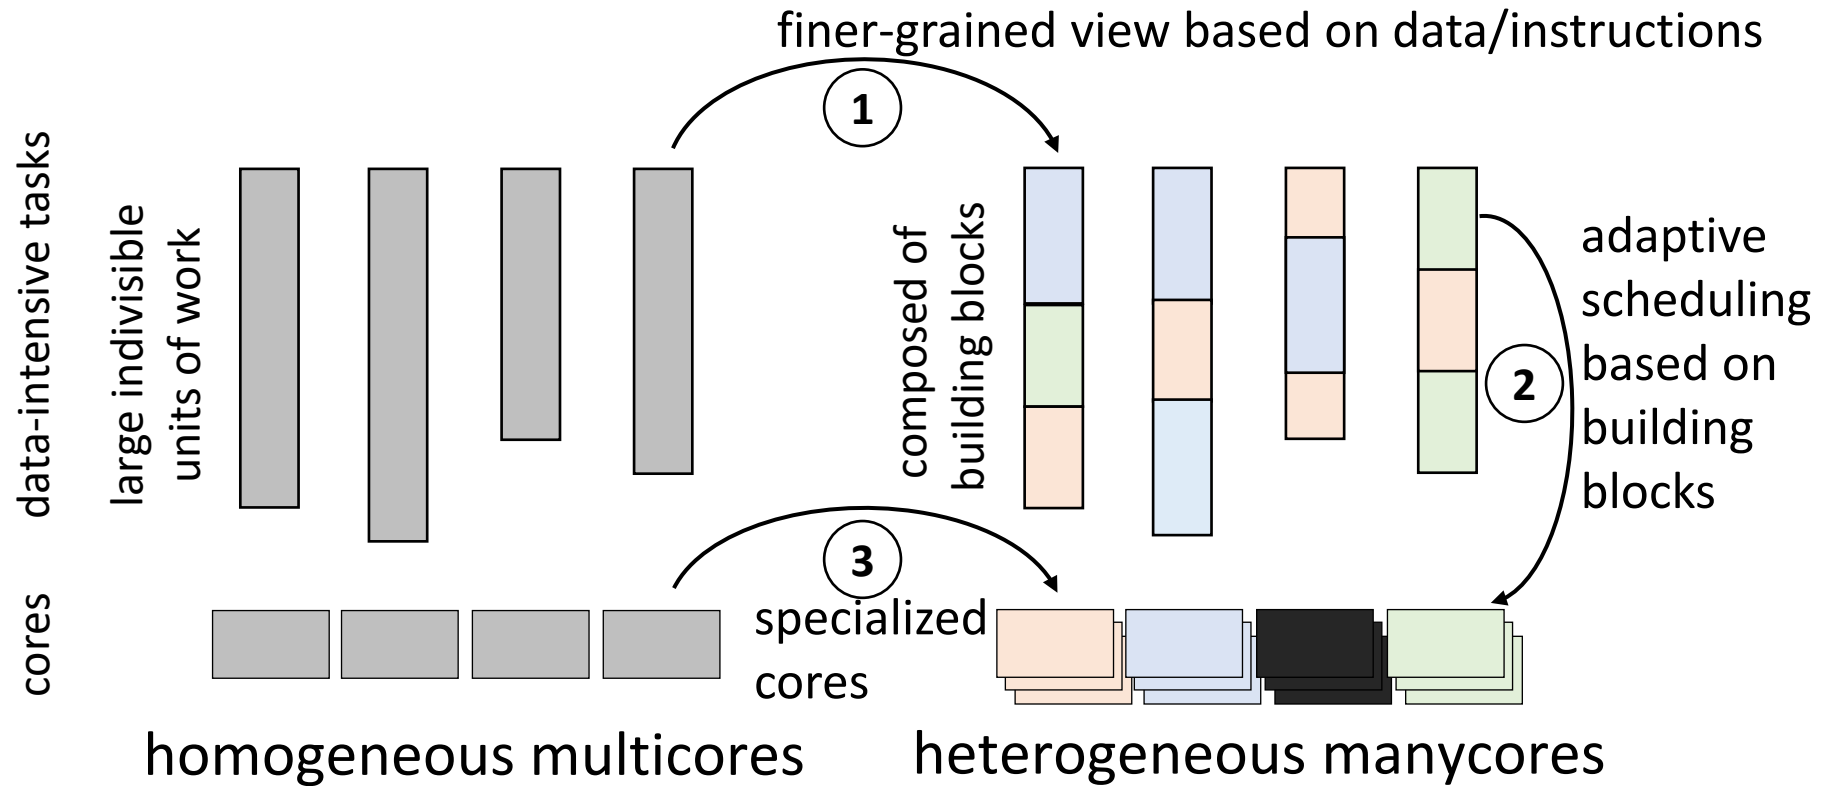 finer-grained view based on data/instructions
1
data-intensive tasks
large indivisible
units of work
composed of
building blocks
adaptive
scheduling
based on
building
blocks
2
3
cores
specialized
cores
homogeneous multicores
heterogeneous manycores